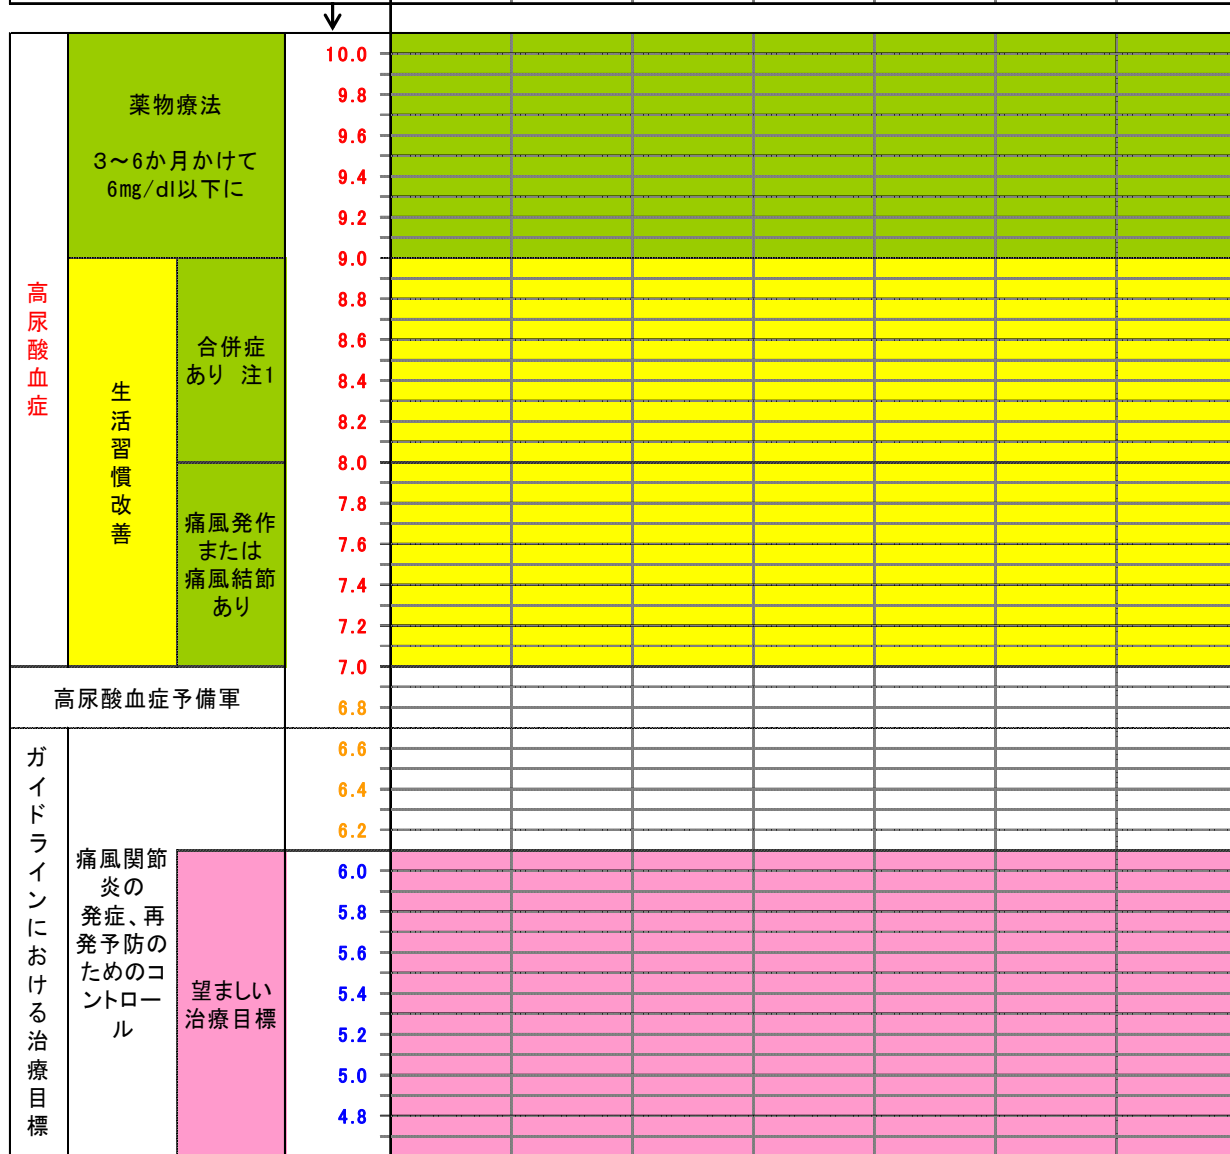 薬物療法
3～6か月かけて
6mg/dl以下に
高尿酸血症
生活習慣改善
合併症
あり 注1
痛風発作
または
痛風結節
あり
高尿酸血症予備軍
ガイドラインにおける治療目標
痛風関節
炎の
発症、再
発予防の
ためのコ
ントロー
ル
望ましい
治療目標
10.0
9.8
9.6
9.4
9.2
9.0
8.8
8.6
8.4
8.2
8.0
7.8
7.6
7.4
7.2
7.0
6.8
6.6
6.4
6.2
6.0
5.8
5.6
5.4
5.2
5.0
4.8